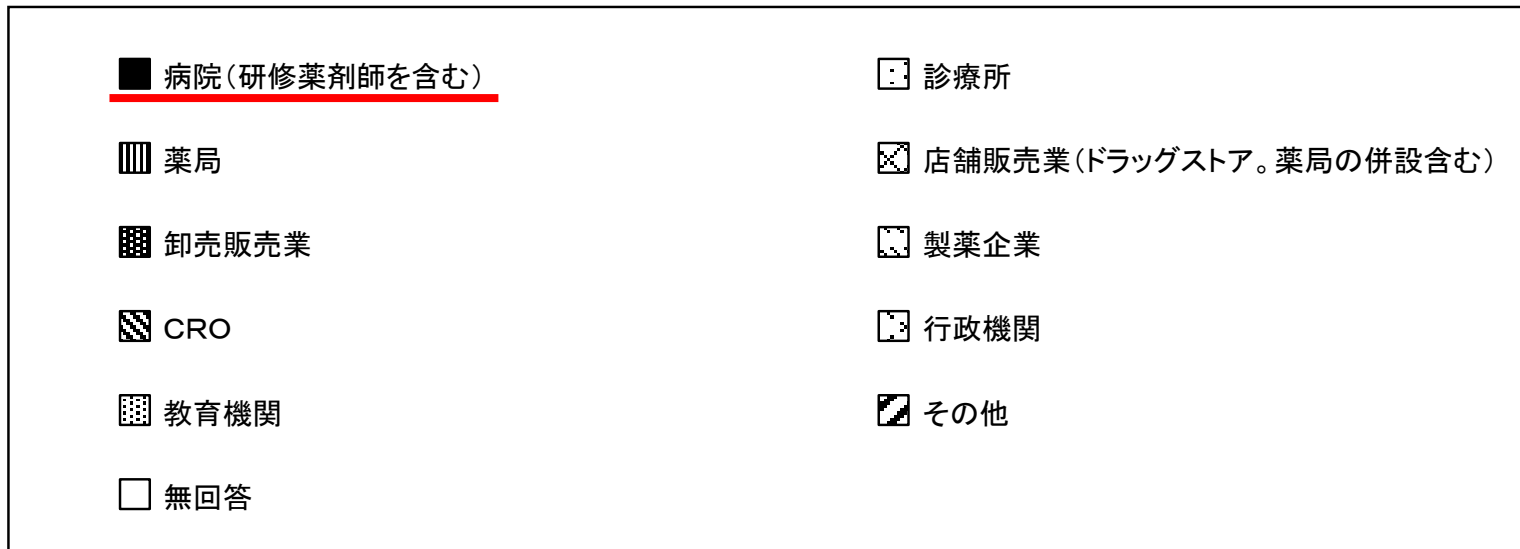 病院（研修薬剤師を含む）
診療所
薬局
店舗販売業（ドラッグストア。薬局の併設含む）
卸売販売業
製薬企業
CRO
行政機関
教育機関
その他
無回答